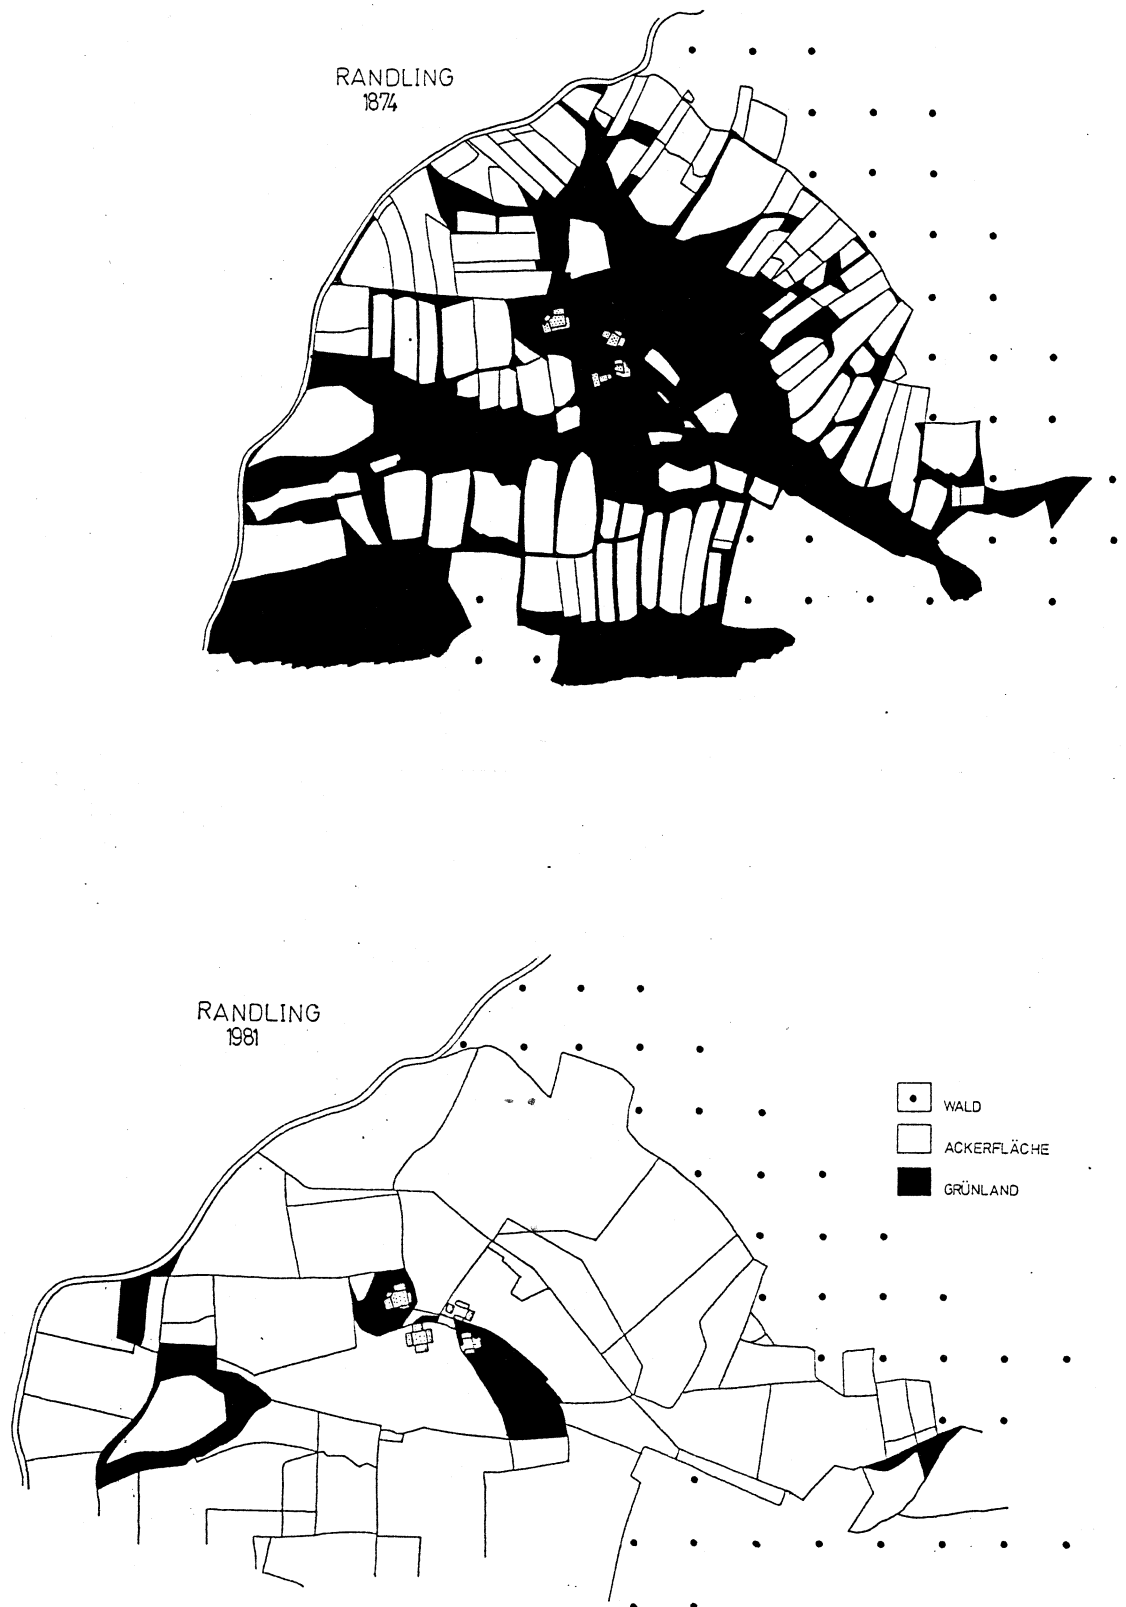 RANDLING
1874
RANDLING
1981
WALD
ACKERFLÄCHE
GRÜNLAND